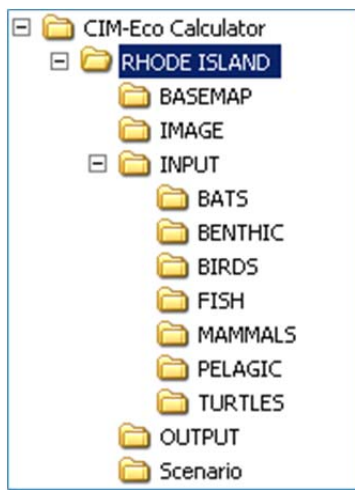 CIM-Eco Calculator
RHODE ISLAND
BASEMAP
IMAGE
INPUT
BATS
BENTHIC
BIRDS
FISH
MAMMALS
PELAGIC
TURTLES
OUTPUT
Scenario